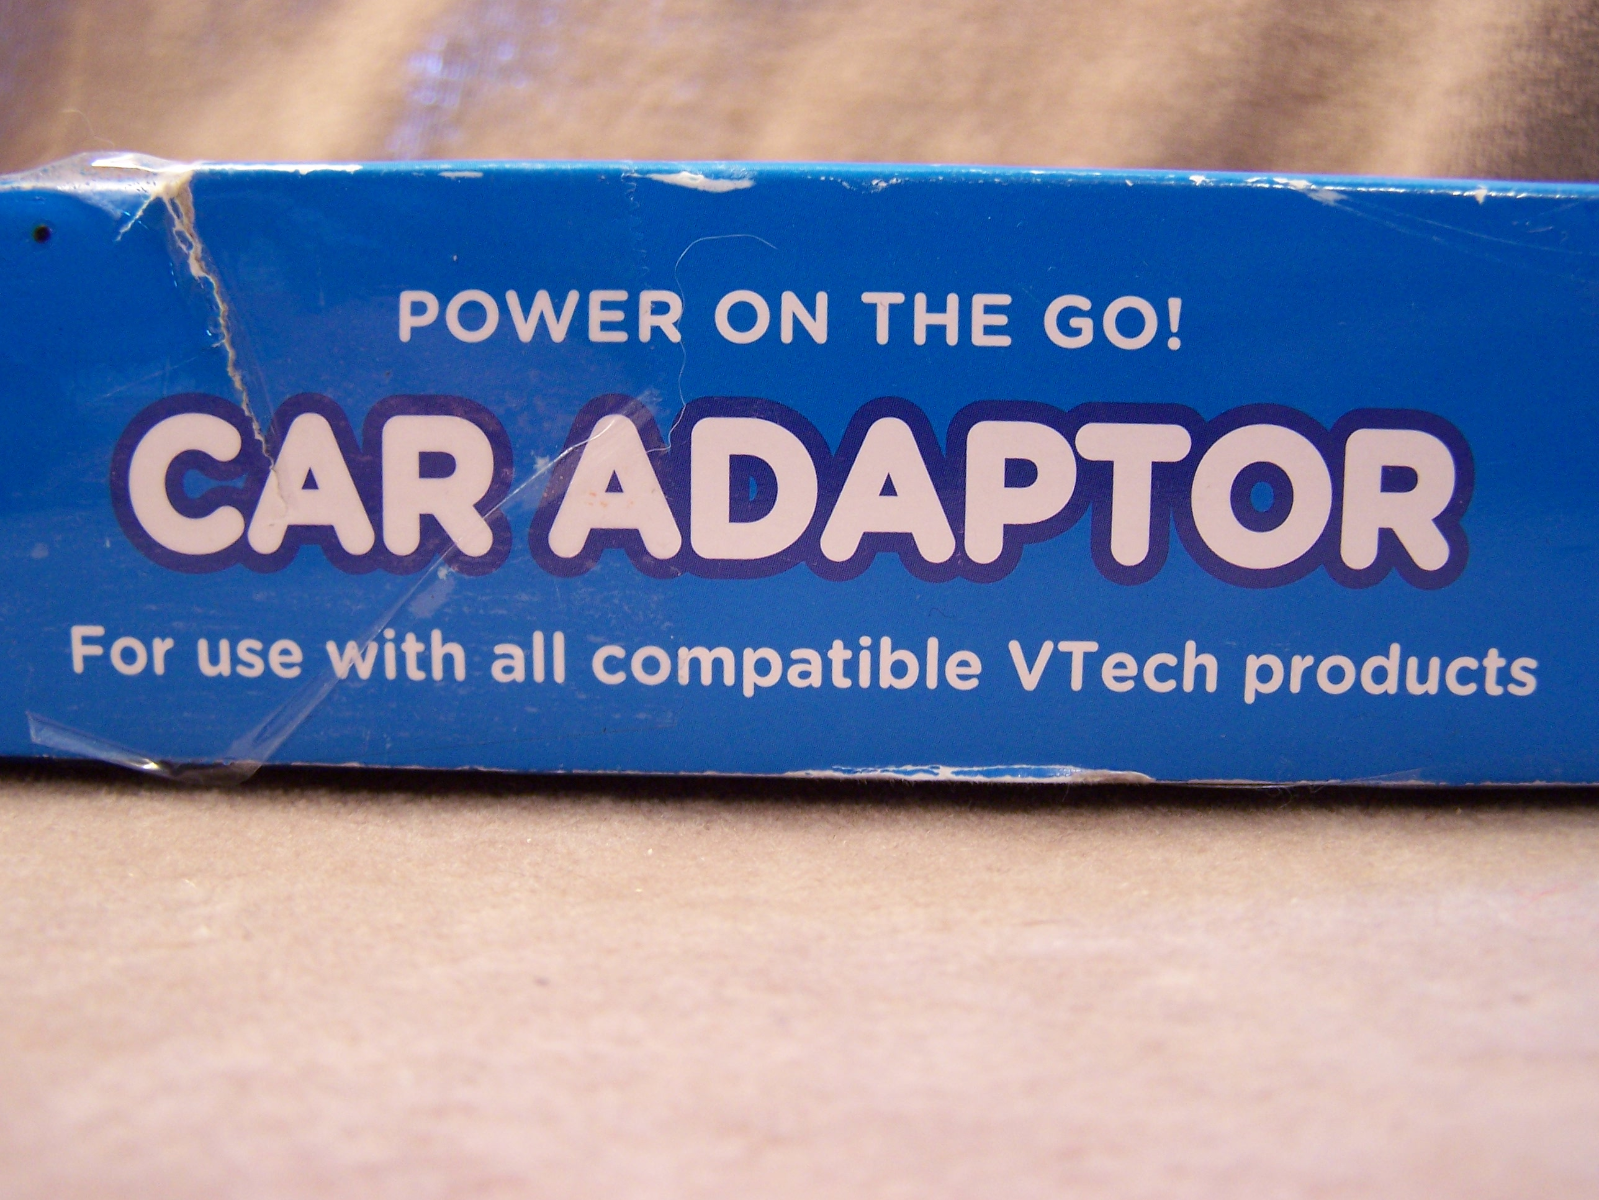 POWER ON THE GO!
CAR ADAPTOR
For use with all compatible VTech products